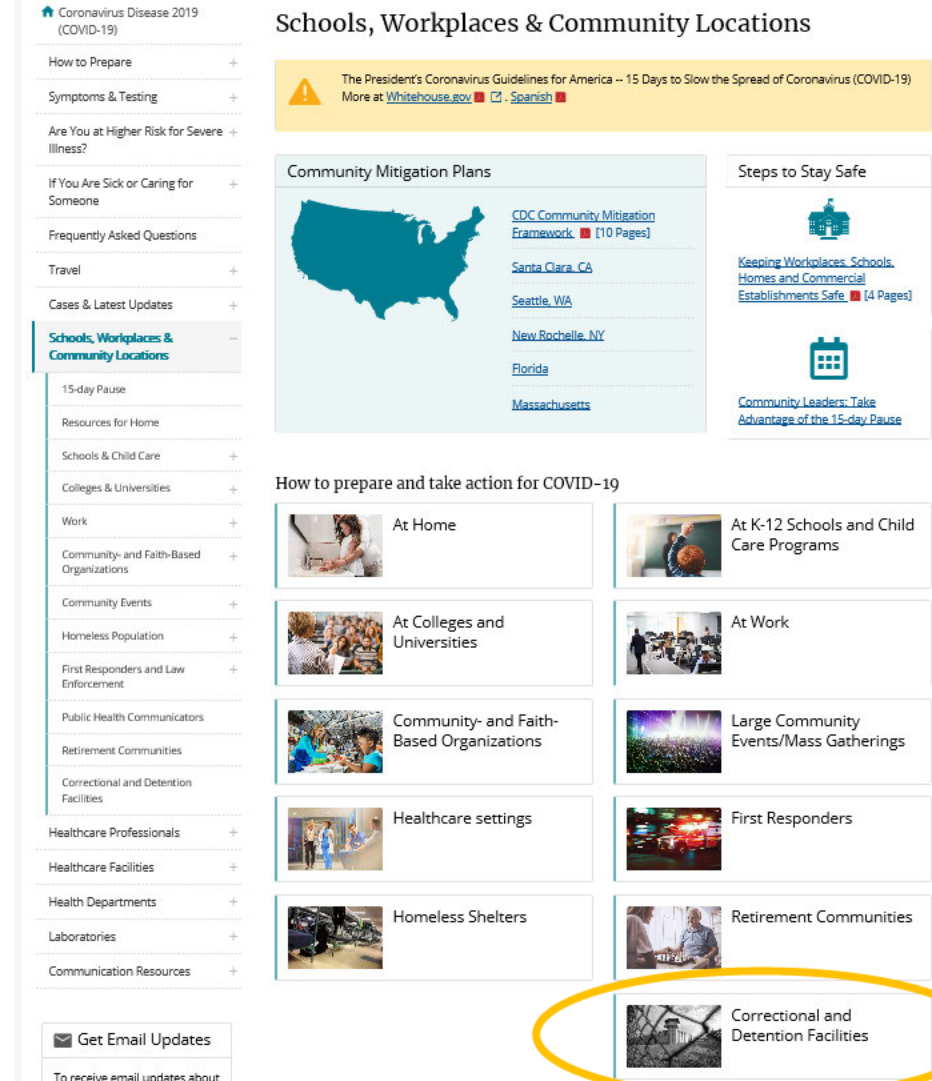 Coronavirus Disease 2019
(COVID-19)
How to Prepare
Symptoms & Testing
Are You at Higher Risk for Severe
Illness?
If You Are Sick or Caring for
Someone
Frequently Asked Questions
Travel
Cases & Latest Updates
Schools, Workplaces &
Community Locations
15-day Pause
Resources for Home
Schools & Child Care
Colleges & Universities
Work
Community- and Faith-Based
Organizations
Community Events
Homeless Population
First Responders and Law
Enforcement
Public Health Communicators
Retirement Communities
Correctional and Detention
Facilities
Healthcare Professionals
Healthcare Facilities
Health Departments
Laboratories
Communication Resources
Get Email Updates
To receive email updates about
Schools, Workplaces & Community Locations
The President's Coronavirus Guidelines for America -- 15 Days to Slow the Spread of Coronavirus (COVID-19)
More at Whitehouse.gov . Spanish
Community Mitigation Plans
CDC Community Mitigation
Framework [10 Pages]
Santa Clara, CA
Seattle, WA
New Rochelle, NY
Florida
Massachusetts
Steps to Stay Safe
Keeping Workplaces, Schools,
Homes and Commercial
Establishments Safe [4 Pages]
Community Leaders: Take
Advantage of the 15-day Pause
How to prepare and take action for COVID-19
At Home
At K-12 Schools and Child
Care Programs
At Colleges and
Universities
At Work
Community- and Faith-
Based Organizations
Large Community
Events/Mass Gatherings
Healthcare settings
First Responders
Homeless Shelters
Retirement Communities
Correctional and
Detention Facilities